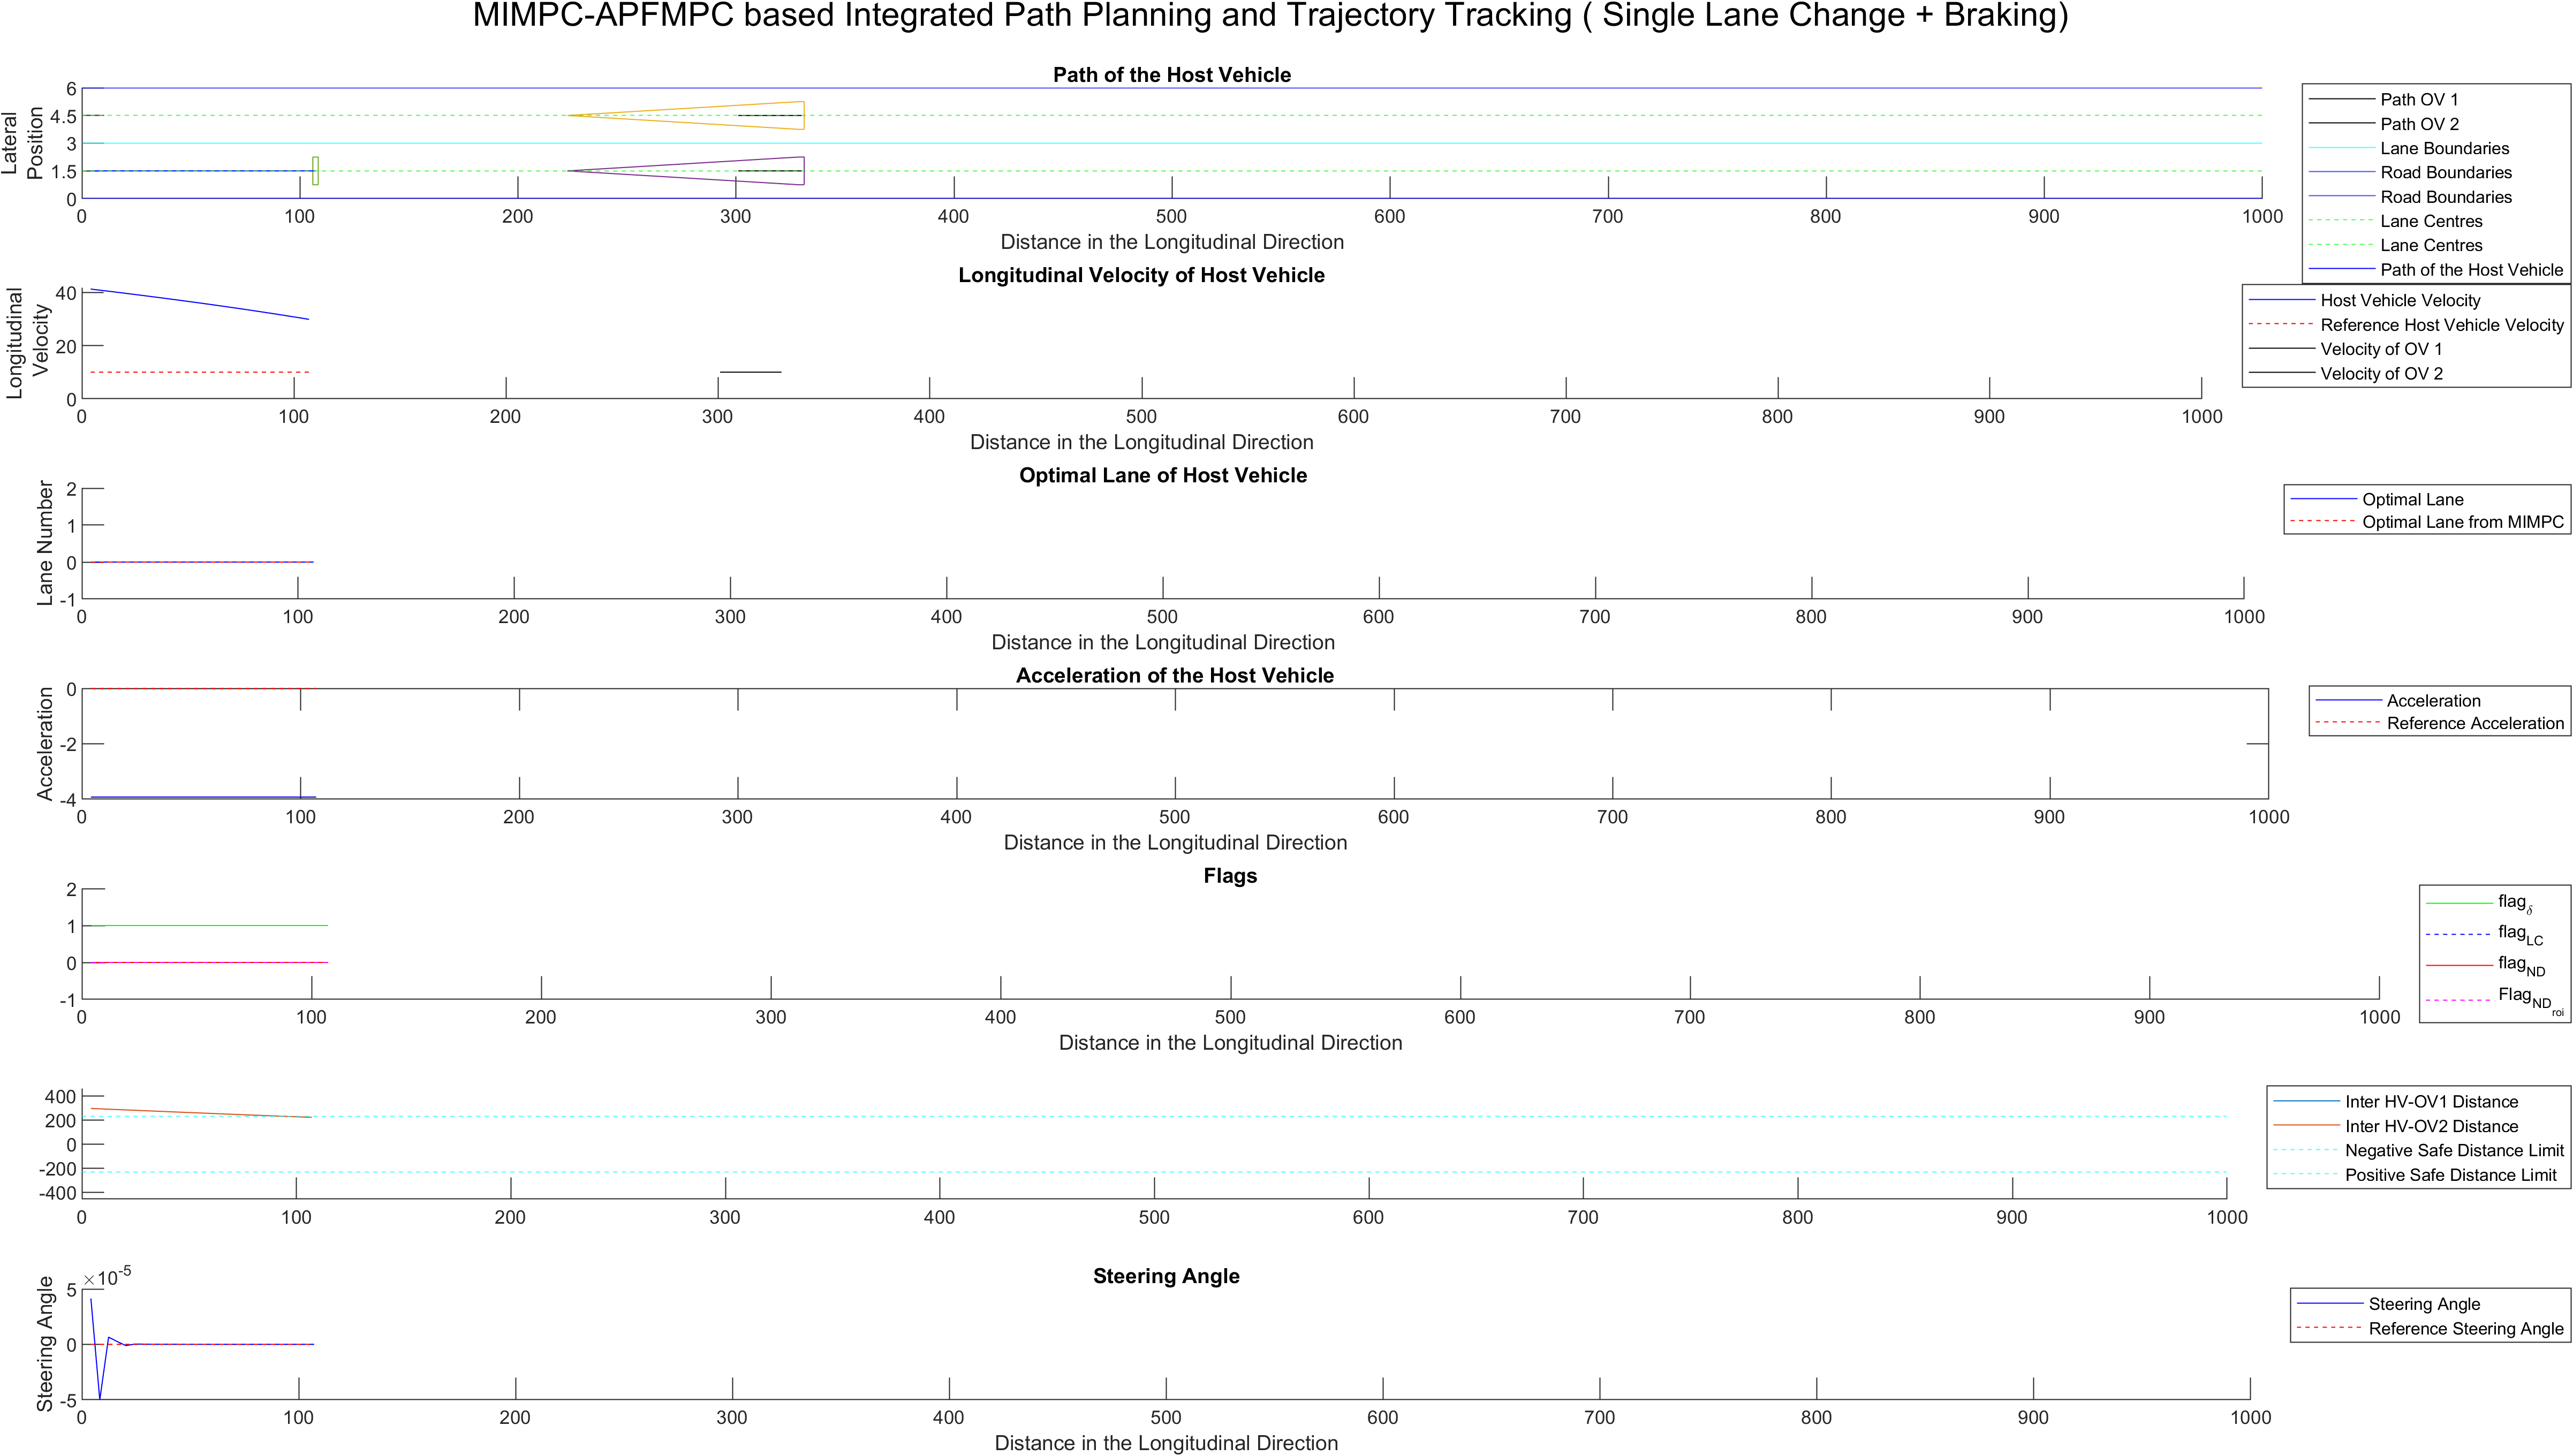 MIMPC-APFMPC based Integrated Path Planning and Trajectory Tracking ( Single Lane Change + Braking)
Path of the Host Vehicle
Lateral
Position
6
4.5
3
1.5
0
0 100 200 300 400 500 600 700 800 900 1000
Distance in the Longitudinal Direction
Path OV 1
Path OV 2
Lane Boundaries
Road Boundaries
Road Boundaries
Lane Centres
Lane Centres
Path of the Host Vehicle
Longitudinal Velocity of Host Vehicle
Longitudinal
Velocity
40
20
0
0 100 200 300 400 500 600 700 800 900 1000
Distance in the Longitudinal Direction
Host Vehicle Velocity
Reference Host Vehicle Velocity
Velocity of OV 1
Velocity of OV 2
Optimal Lane of Host Vehicle
Lane Number
2
1
0
-1
0 100 200 300 400 500 600 700 800 900 1000
Distance in the Longitudinal Direction
Optimal Lane
Optimal Lane from MIMPC
Acceleration of the Host Vehicle
Acceleration
0
-2
-4
0 100 200 300 400 500 600 700 800 900 1000
Distance in the Longitudinal Direction
Acceleration
Reference Acceleration
Flags
2
1
0
-1
0 100 200 300 400 500 600 700 800 900 1000
Distance in the Longitudinal Direction
flagδ
flagLC
flagND
FlagNDroi
400
200
0
-200
-400
0 100 200 300 400 500 600 700 800 900 1000
Inter HV-OV1 Distance
Inter HV-OV2 Distance
Negative Safe Distance Limit
Positive Safe Distance Limit
Steering Angle
Steering Angle
×10-5
5
0
-5
0 100 200 300 400 500 600 700 800 900 1000
Distance in the Longitudinal Direction
Steering Angle
Reference Steering Angle